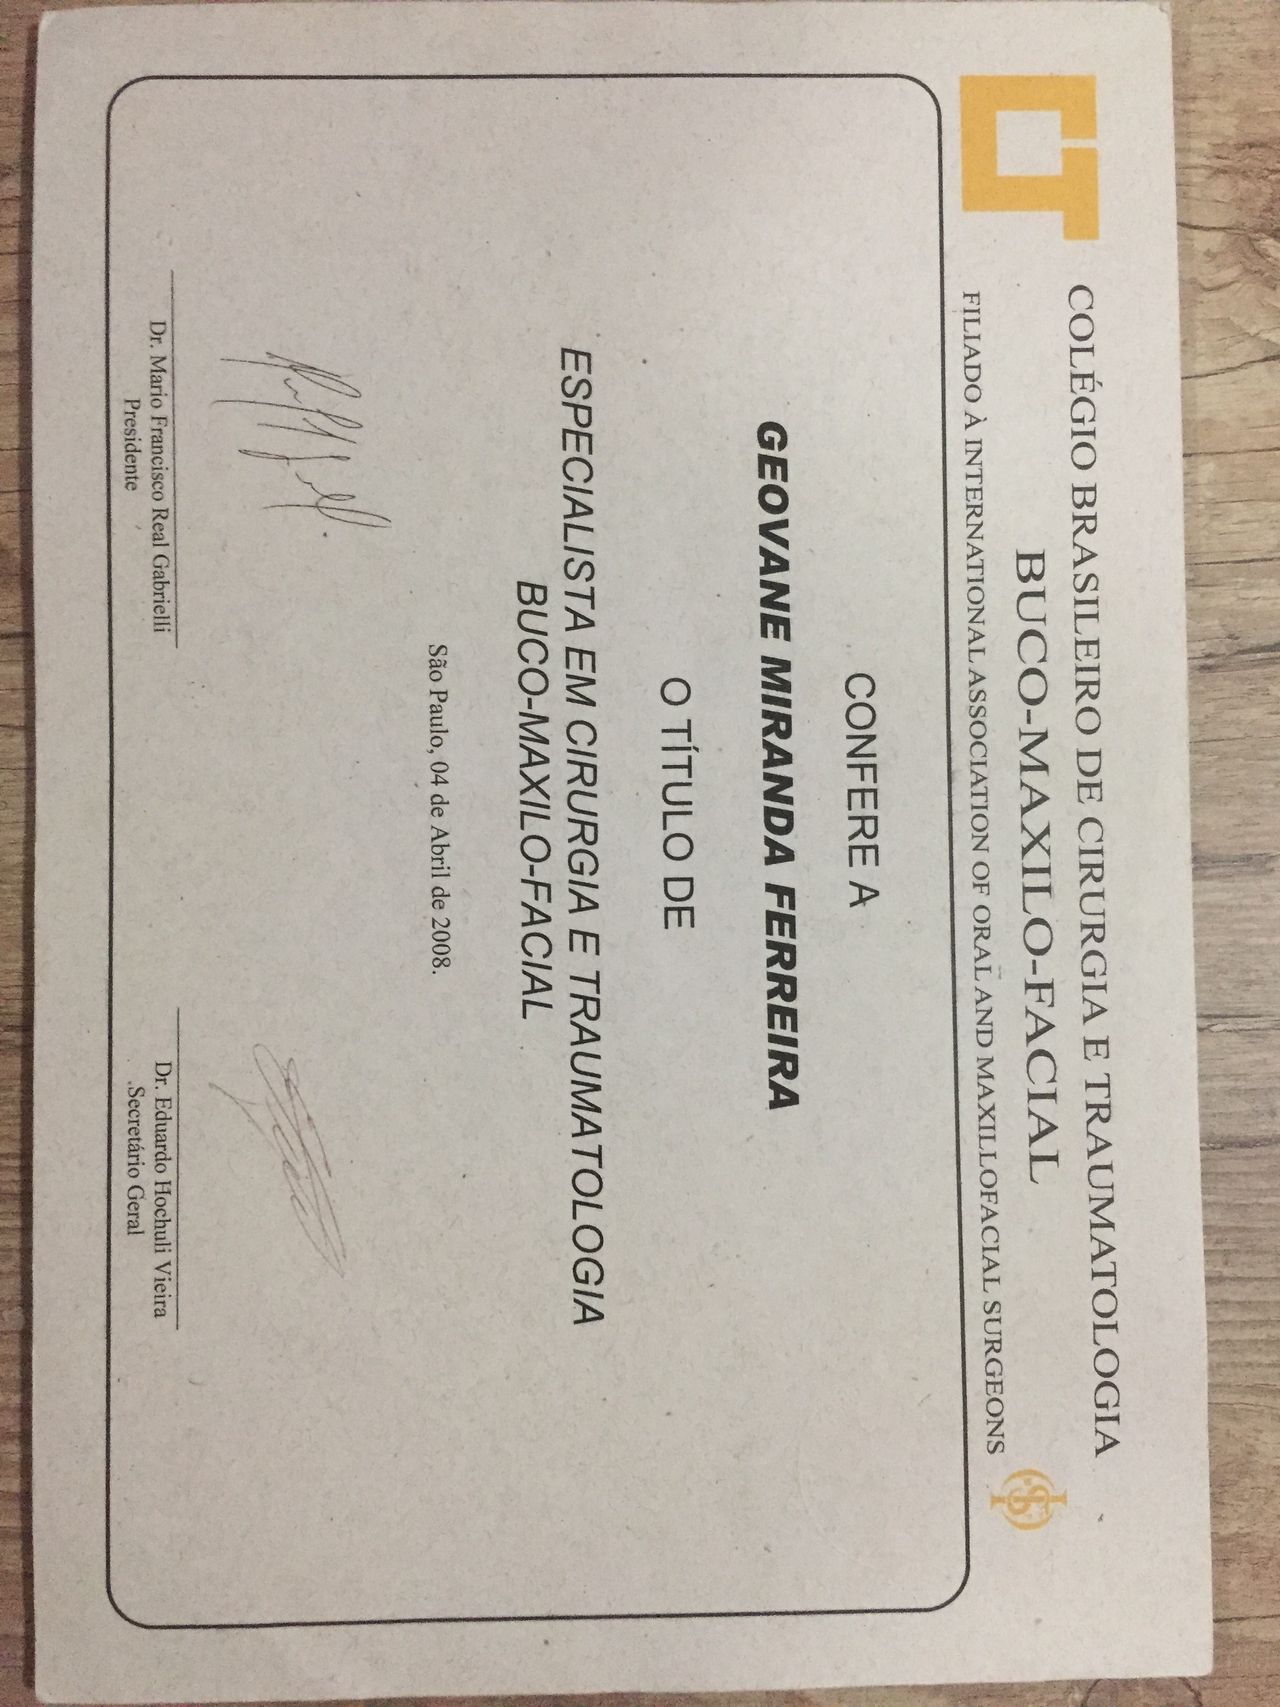 COLÉGIO BRASILEIRO DE CIRURGIA E TRAUMATOLOGIA
BUCO-MAXILO-FACIAL
FILIADO À INTERNATIONAL ASSOCIATION OF ORAL AND MAXILLOFACIAL SURGEONS
CONFERE A
GEOVANE MIRANDA FERREIRA
O TÍTULO DE
ESPECIALISTA EM CIRURGIA E TRAUMATOLOGIA
BUCO-MAXILO-FACIAL
São Paulo, 04 de Abril de 2008.
Dr. Mario Francisco Real Gabrielli
Presidente
Dr. Eduardo Hochuli Vieira
.Secretário Geral